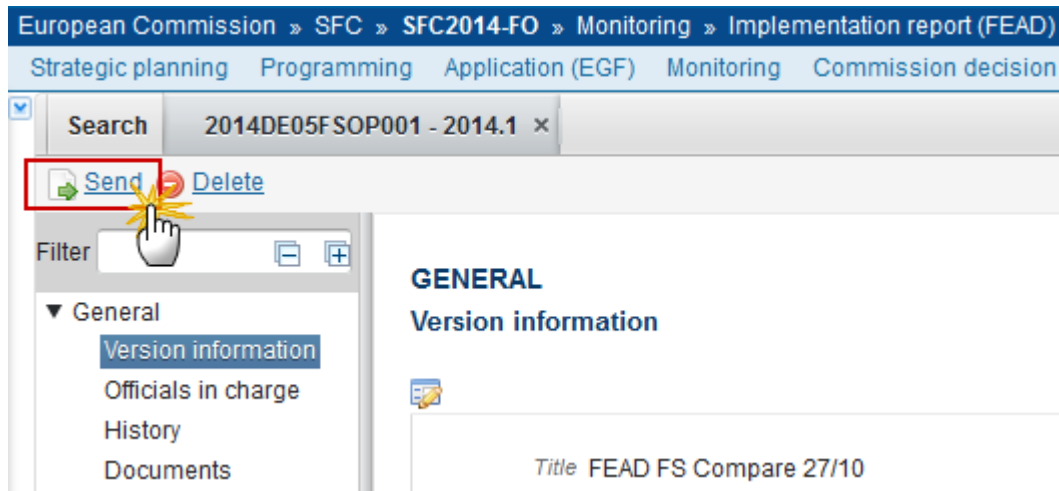 European Commission » SFC » SFC2014-FO » Monitoring » Implementation report (FEAD)
Strategic planning Programming Application (EGF) Monitoring Commission decision
Search 2014DE05FSOP001 - 2014.1 ×
Send Delete
Filter
GENERAL
▼ General
Version information
Version information
Officials in charge
History
Documents
Title FEAD FS Compare 27/10